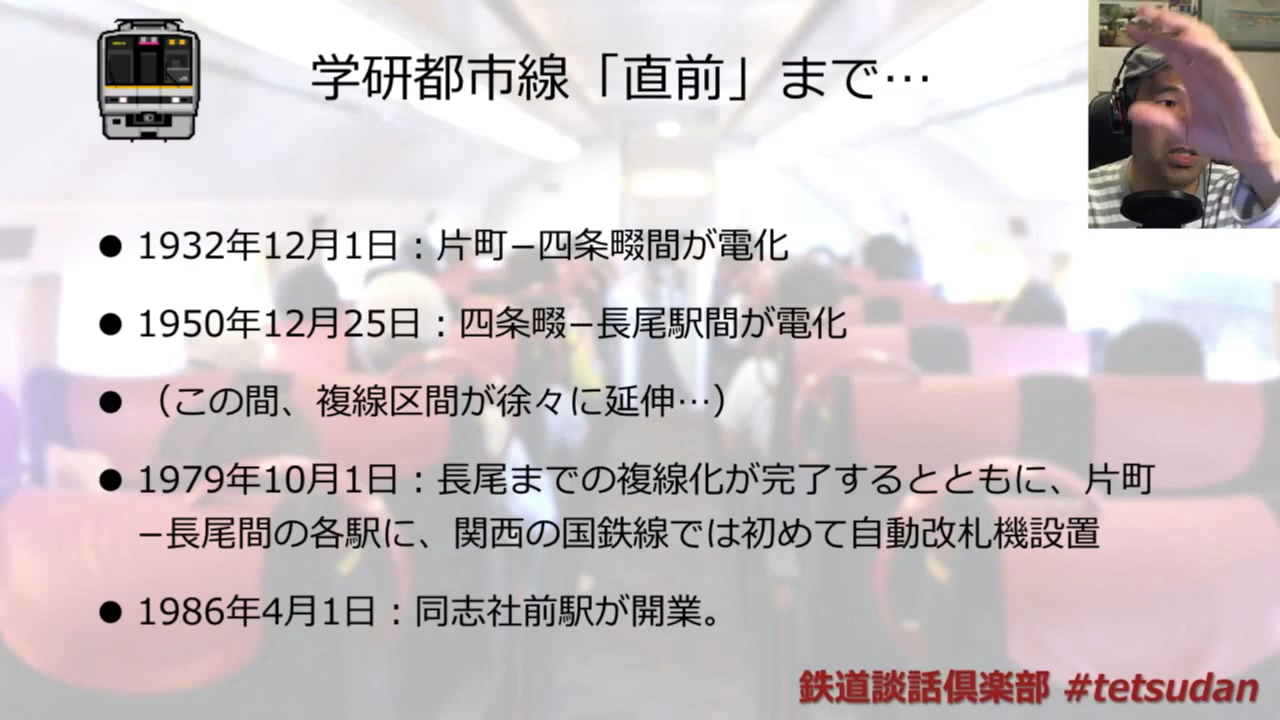 学研都市線「直前」まで…
● 1932年12月1日：片町−四条畷間が電化
● 1950年12月25日：四条畷−長尾駅間が電化
● （この間、複線区間が徐々に延伸…）
● 1979年10月1日：長尾までの複線化が完了するとともに、片町
−長尾間の各駅に、関西の国鉄線では初めて自動改札機設置
● 1986年4月1日：同志社前駅が開業。
鉄道談話倶楽部 #tetsudan